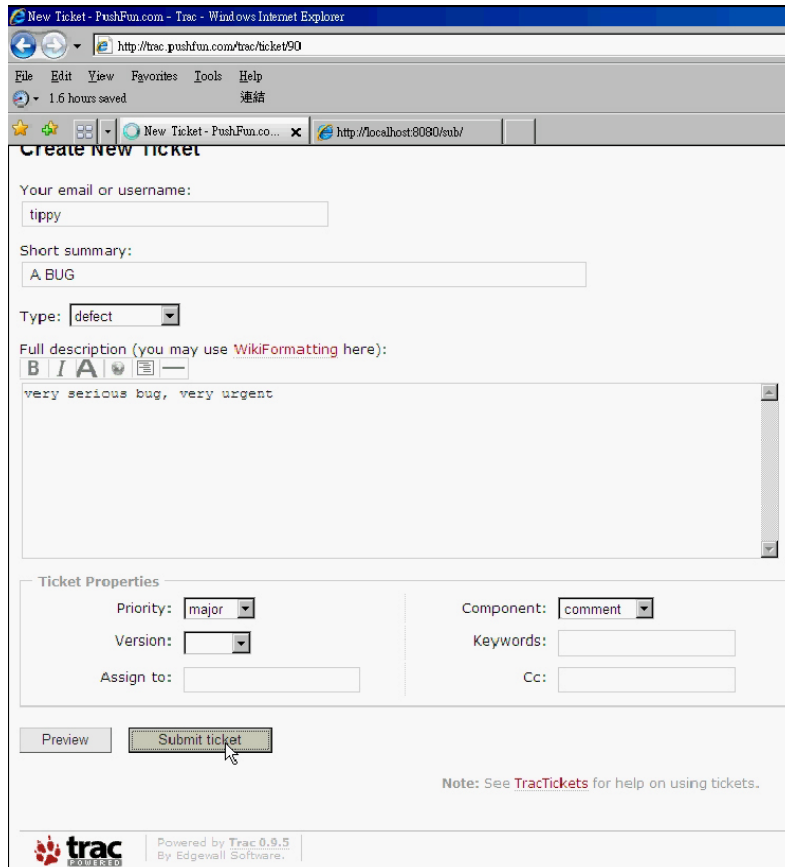 New Ticket - PushFun.com - Trac - Windows Internet Explorer
http://trac.pushfun.com/trac/ticket/90
File Edit View Favorites Tools Help
1.6 hours saved 連結
New Ticket - PushFun.co... http://localhost:8080/sub/
Create New Ticket
Your email or username:
tippy
Short summary:
A BUG
Type: defect
Full description (you may use WikiFormatting here):
B I A
very serious bug, very urgent
Ticket Properties
Priority: major Component: comment
Version: Keywords:
Assign to: Cc:
Preview Submit ticket
Note: See TracTickets for help on using tickets.
trac Powered by Trac 0.9.5
POWERED By Edgewall Software.